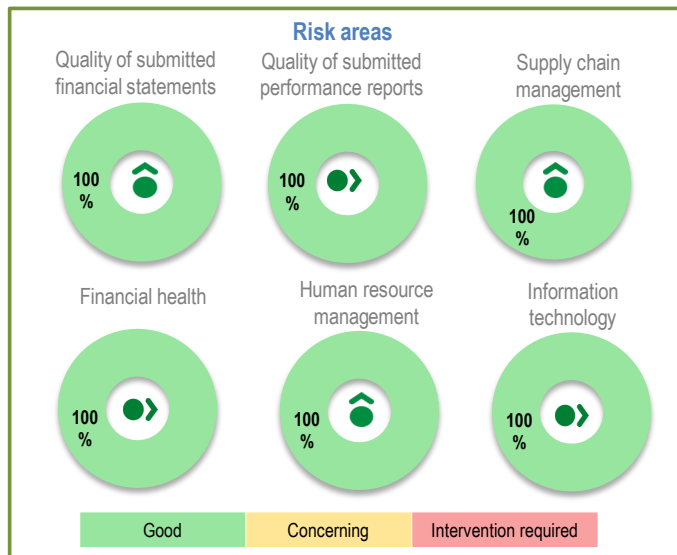 Risk areas
Quality of submitted
financial statements
Quality of submitted
performance reports
Supply chain
management
100
%
100
%
100
%
Financial health
Human resource
management
Information
technology
100
%
100
%
100
%
Good
Concerning
Intervention required